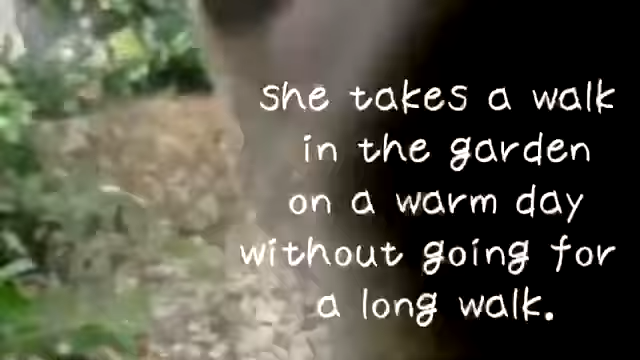 she takes a walk
in the garden
on a warm day
without going for
a long walk.